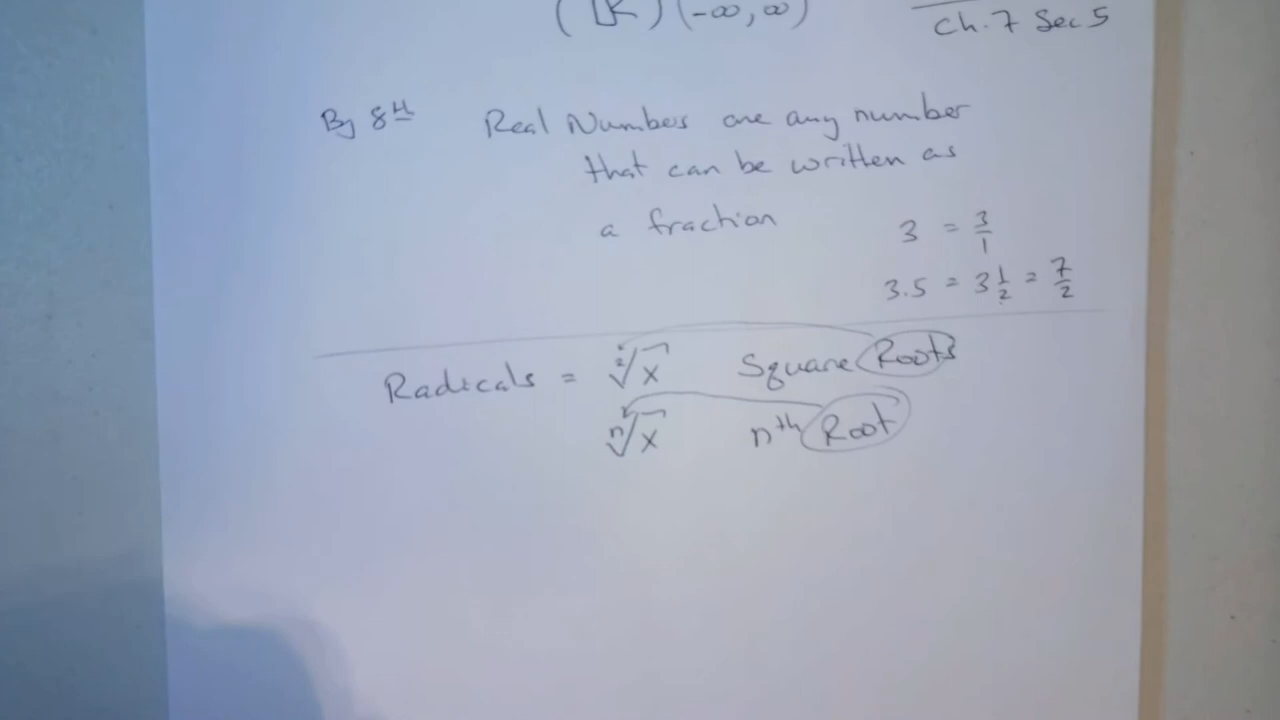 (ℝ) (-∞, ∞)
Ch. 7 Sec 5
By 8th Real Numbers are any number
that can be written as
a fraction
3 = 3/1
3.5 = 3 1/2 = 7/2
Radicals = ²√x Square Roots
ⁿ√x nth Root